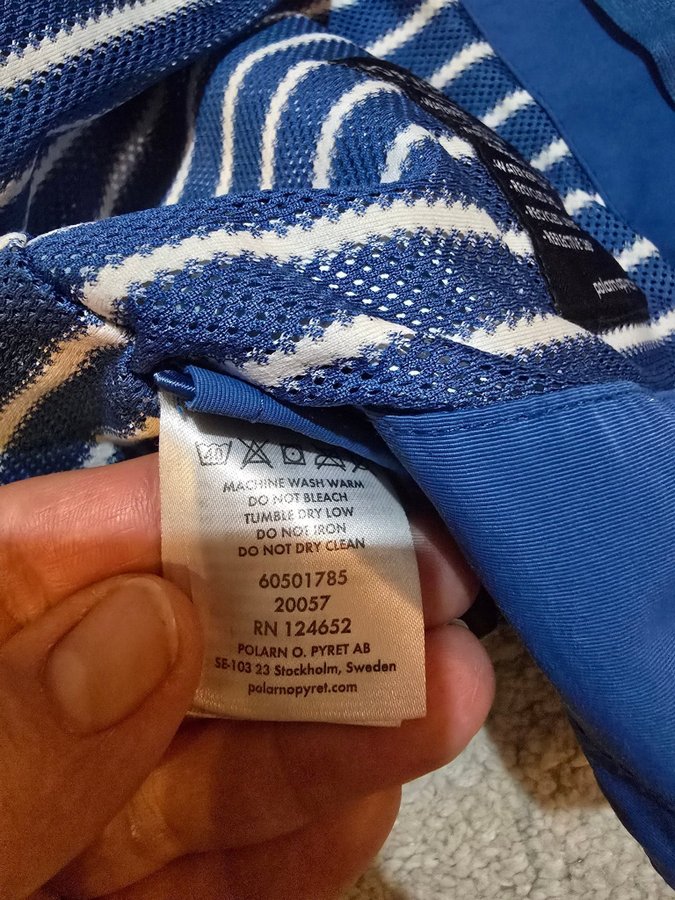 40
MACHINE WASH WARM
DO NOT BLEACH
TUMBLE DRY LOW
DO NOT IRON
DO NOT DRY CLEAN
60501785
20057
RN 124652
POLARN O. PYRET AB
SE-103 23 Stockholm, Sweden
polarnopyret.com